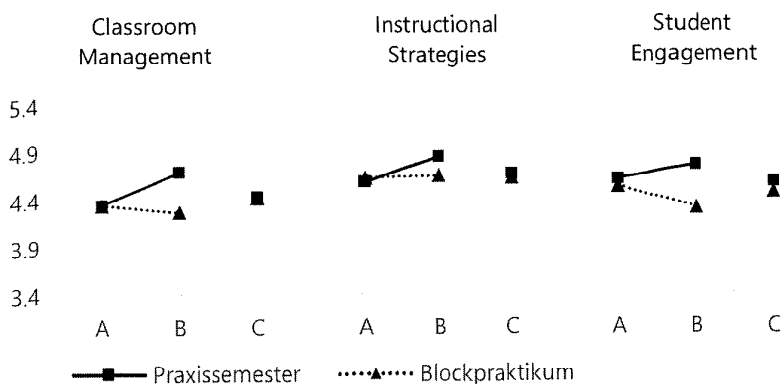 Classroom
Management
Instructional
Strategies
Student
Engagement
5.4
4.9
4.4
3.9
3.4
A B C A B C A B C
Praxissemester Blockpraktikum